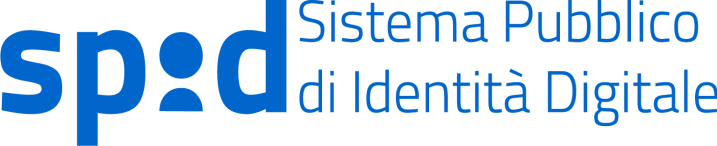 spid
Sistema Pubblico
di Identità Digitale